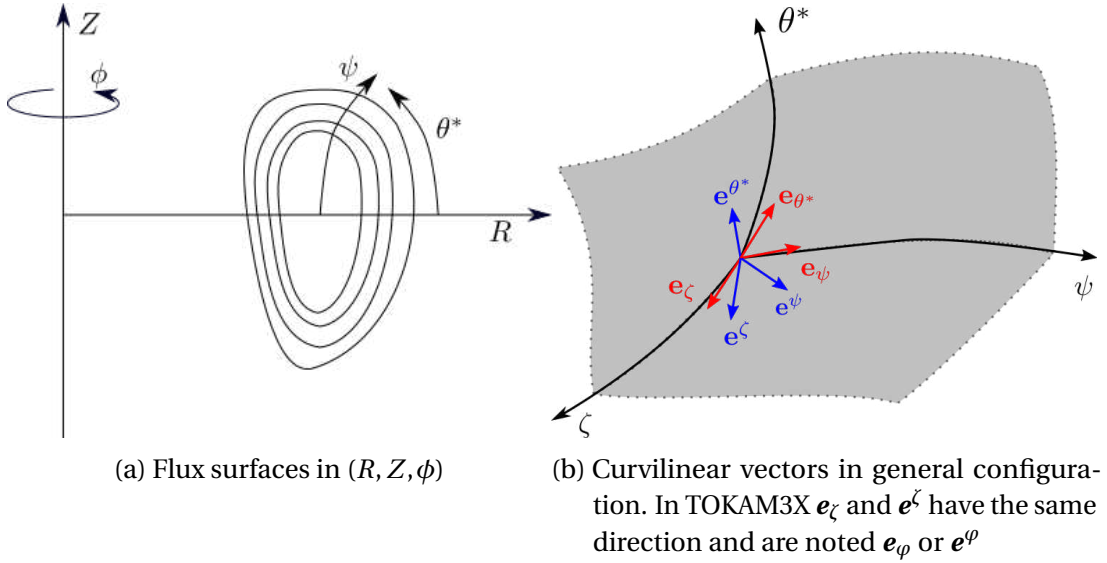 Z
ϕ
ψ
θ*
R
(a) Flux surfaces in (R, Z, ϕ)
θ*
e^θ*
e_θ*
e_ψ
e_ζ
e^ψ
e^ζ
ψ
ζ
(b) Curvilinear vectors in general configura-
tion. In TOKAM3X e_ζ and e^ζ have the same
direction and are noted e_φ or e^φ